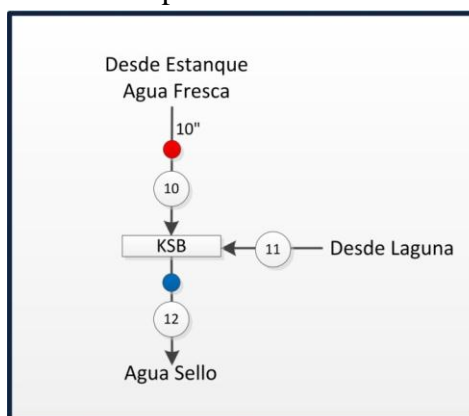 Desde Estanque
Agua Fresca
10"
10
KSB
11
Desde Laguna
12
Agua Sello